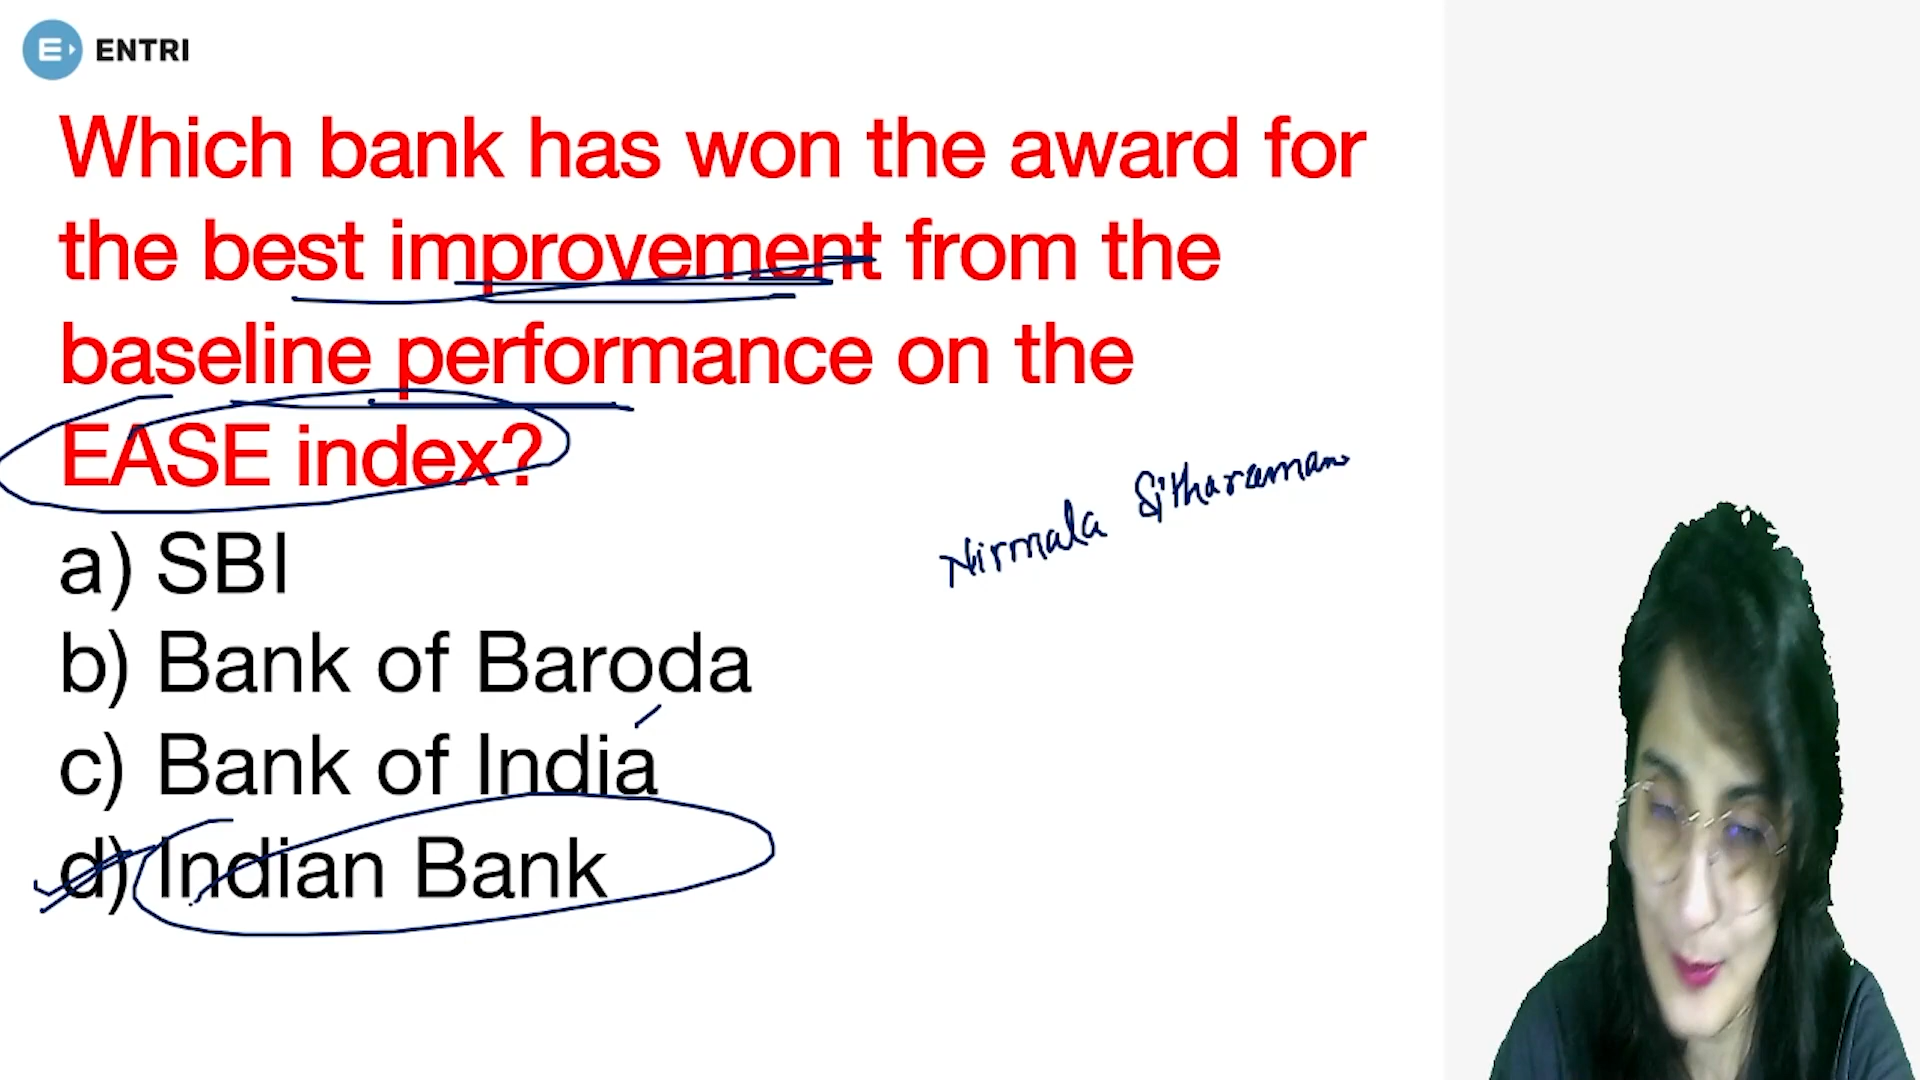 ENTRI
Which bank has won the award for
the best improvement from the
baseline performance on the
EASE index?
Nirmala Sitharaman
a) SBI
b) Bank of Baroda
c) Bank of India
d) Indian Bank